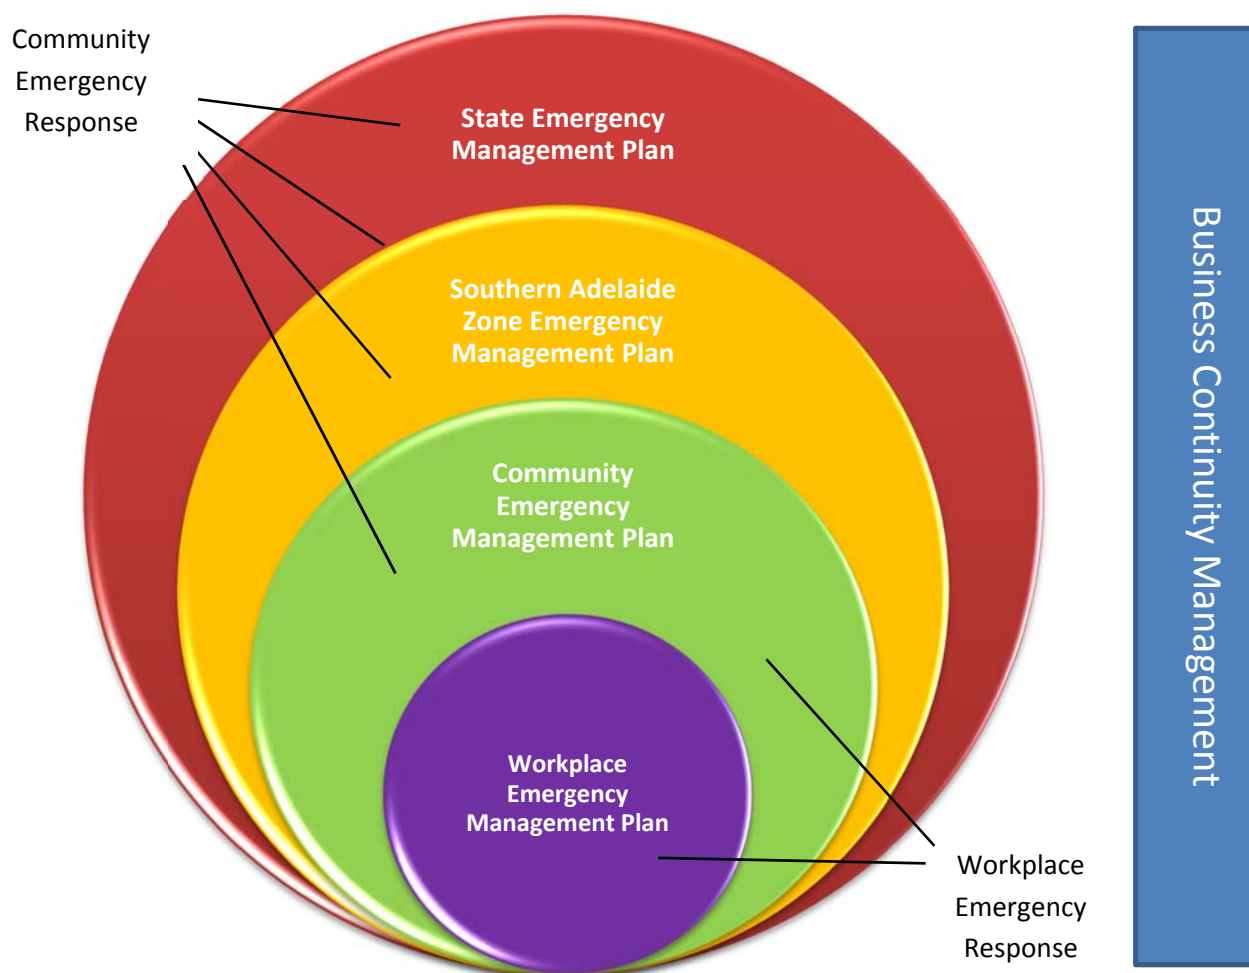 Community
Emergency
Response
State Emergency
Management Plan
Southern Adelaide
Zone Emergency
Management Plan
Community
Emergency
Management Plan
Workplace
Emergency
Management Plan
Workplace
Emergency
Response
Business Continuity Management